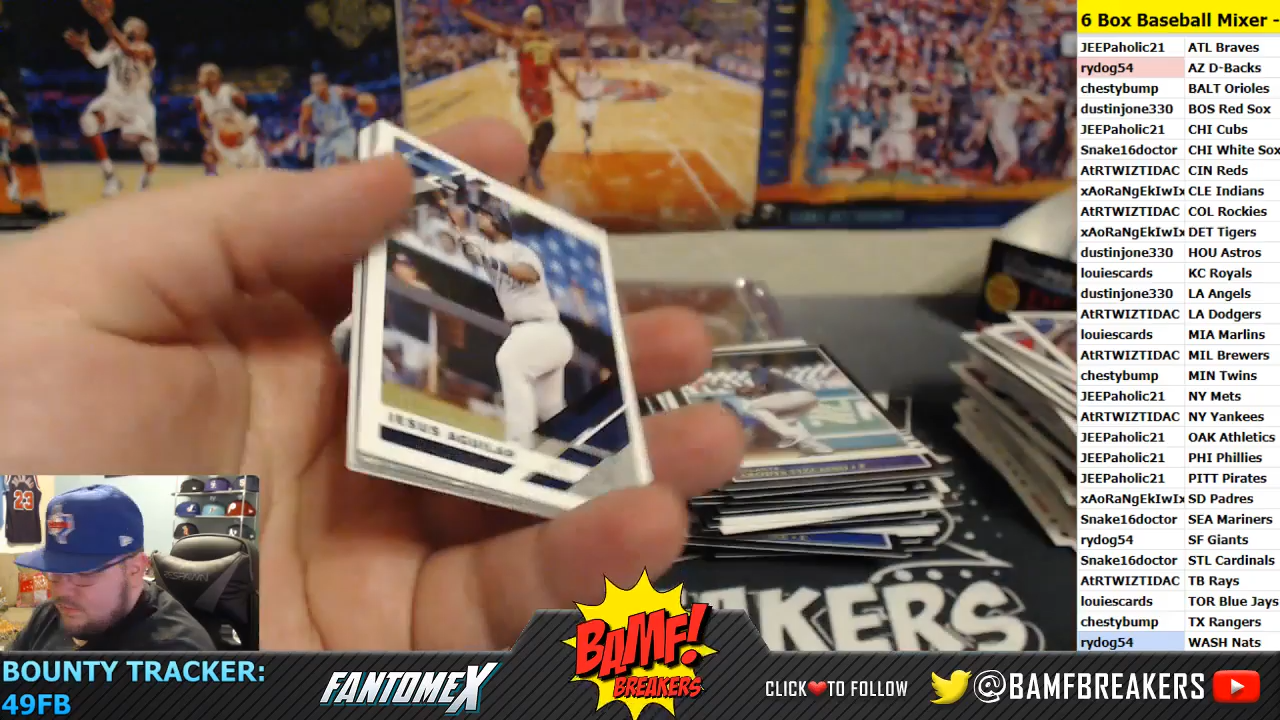 6 Box Baseball Mixer -
JEEPaholic21 ATL Braves
rydog54 AZ D-Backs
chestybump BALT Orioles
dustinjone330 BOS Red Sox
JEEPaholic21 CHI Cubs
Snake16doctor CHI White Sox
AtRTWIZTIDAC CIN Reds
xAoRaNgEkIwIx CLE Indians
AtRTWIZTIDAC COL Rockies
xAoRaNgEkIwIx DET Tigers
dustinjone330 HOU Astros
louiescards KC Royals
dustinjone330 LA Angels
AtRTWIZTIDAC LA Dodgers
louiescards MIA Marlins
AtRTWIZTIDAC MIL Brewers
chestybump MIN Twins
JEEPaholic21 NY Mets
AtRTWIZTIDAC NY Yankees
JEEPaholic21 OAK Athletics
JEEPaholic21 PHI Phillies
JEEPaholic21 PITT Pirates
xAoRaNgEkIwIx SD Padres
Snake16doctor SEA Mariners
rydog54 SF Giants
Snake16doctor STL Cardinals
AtRTWIZTIDAC TB Rays
louiescards TOR Blue Jays
chestybump TX Rangers
rydog54 WASH Nats
JESUS AGUILAR
23
AKERS
BOUNTY TRACKER:
49FB
FANTOMEX
BAMF!
BREAKERS
CLICK TO FOLLOW
@BAMFBREAKERS